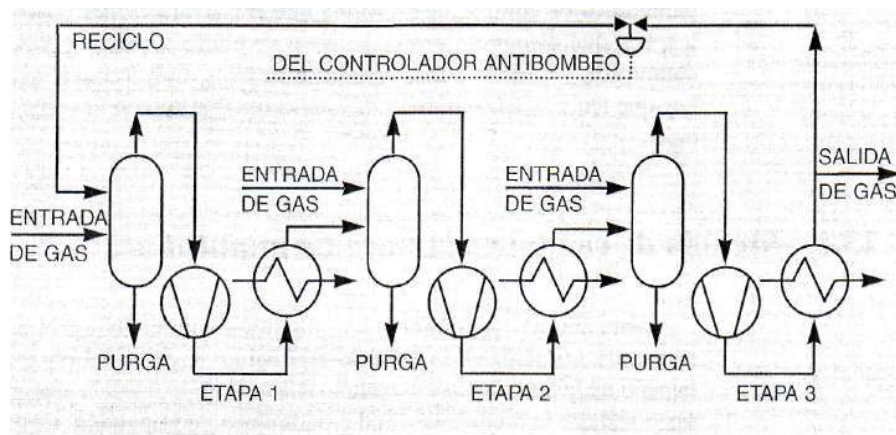 RECICLO
DEL CONTROLADOR ANTIBOMBEO
ENTRADA
DE GAS
ENTRADA
DE GAS
ENTRADA
DE GAS
SALIDA
DE GAS
PURGA
PURGA
PURGA
ETAPA 1
ETAPA 2
ETAPA 3